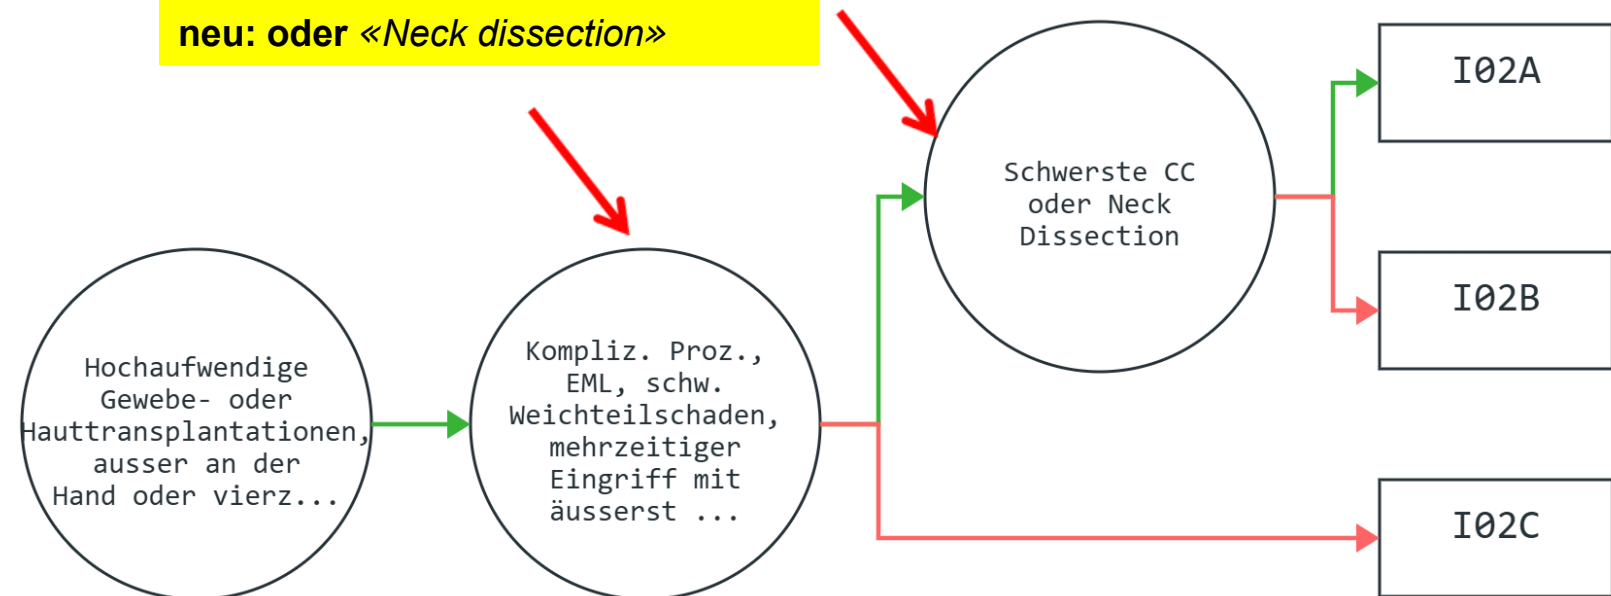 neu: oder «Neck dissection»
Hochaufwendige
Gewebe- oder
Hauttransplantationen,
ausser an der
Hand oder vierz...
Kompliz. Proz.,
EML, schw.
Weichteilschaden,
mehrzeitiger
Eingriff mit
äusserst ...
Schwerste CC
oder Neck
Dissection
I02A
I02B
I02C